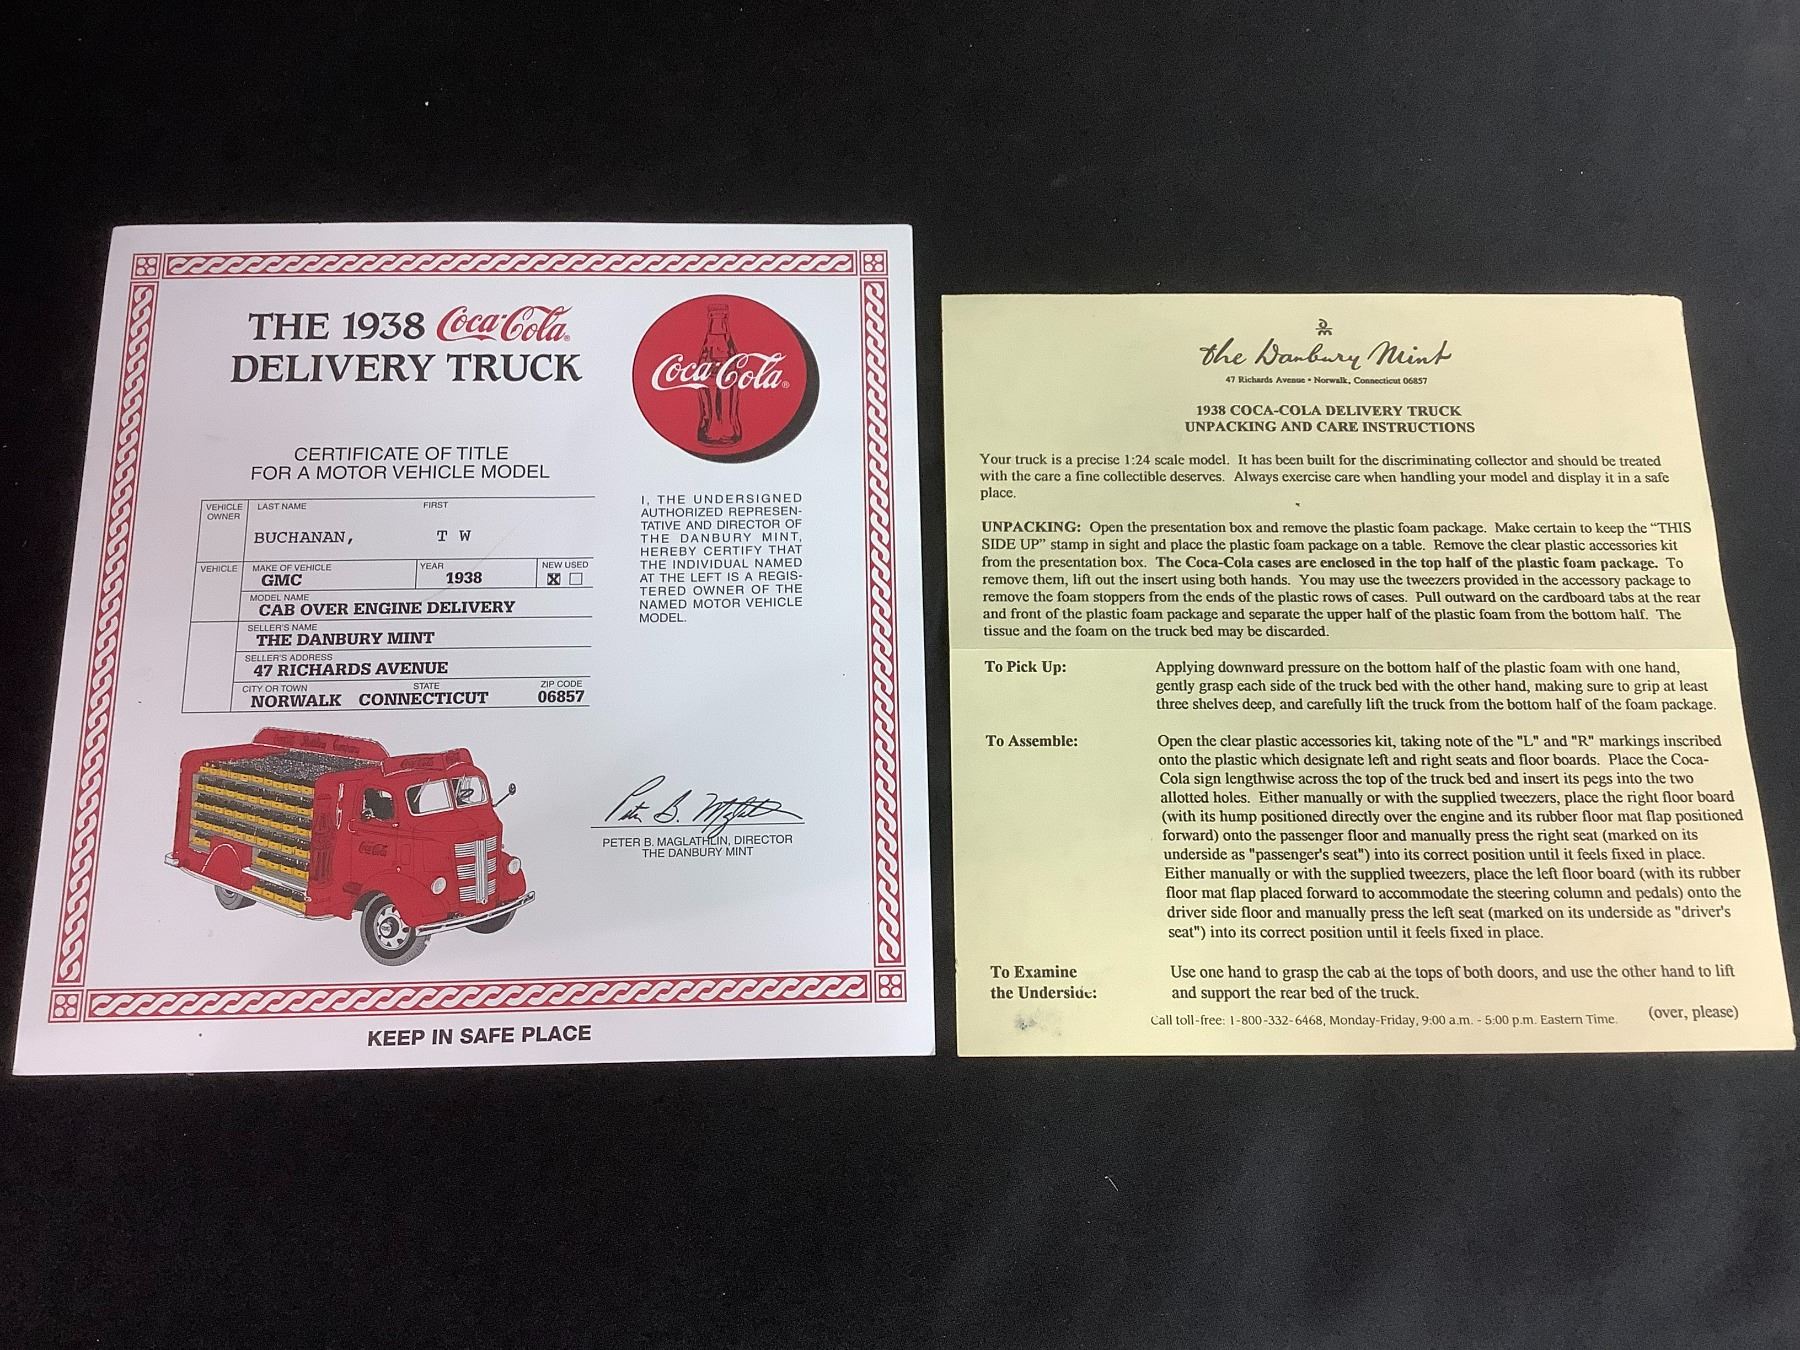 THE 1938 Coca-Cola®
DELIVERY TRUCK
Coca-Cola®
CERTIFICATE OF TITLE
FOR A MOTOR VEHICLE MODEL
VEHICLE OWNER
LAST NAME FIRST
BUCHANAN, T W
VEHICLE
MAKE OF VEHICLE YEAR NEW USED
GMC 1938 X
MODEL NAME
CAB OVER ENGINE DELIVERY
SELLER'S NAME
THE DANBURY MINT
SELLER'S ADDRESS
47 RICHARDS AVENUE
CITY OR TOWN STATE ZIP CODE
NORWALK CONNECTICUT 06857
I, THE UNDERSIGNED
AUTHORIZED REPRESEN-
TATIVE AND DIRECTOR OF
THE DANBURY MINT,
HEREBY CERTIFY THAT
THE INDIVIDUAL NAMED
AT THE LEFT IS A REGIS-
TERED OWNER OF THE
NAMED MOTOR VEHICLE
MODEL.
Coca-Cola
Peter B. Maglathlin
PETER B. MAGLATHLIN, DIRECTOR
THE DANBURY MINT
KEEP IN SAFE PLACE
the Danbury Mint
47 Richards Avenue • Norwalk, Connecticut 06857
1938 COCA-COLA DELIVERY TRUCK
UNPACKING AND CARE INSTRUCTIONS
Your truck is a precise 1:24 scale model. It has been built for the discriminating collector and should be treated
with the care a fine collectible deserves. Always exercise care when handling your model and display it in a safe
place.
UNPACKING: Open the presentation box and remove the plastic foam package. Make certain to keep the “THIS
SIDE UP” stamp in sight and place the plastic foam package on a table. Remove the clear plastic accessories kit
from the presentation box. The Coca-Cola cases are enclosed in the top half of the plastic foam package. To
remove them, lift out the insert using both hands. You may use the tweezers provided in the accessory package to
remove the foam stoppers from the ends of the plastic rows of cases. Pull outward on the cardboard tabs at the rear
and front of the plastic foam package and separate the upper half of the plastic foam from the bottom half. The
tissue and the foam on the truck bed may be discarded.
To Pick Up: Applying downward pressure on the bottom half of the plastic foam with one hand,
gently grasp each side of the truck bed with the other hand, making sure to grip at least
three shelves deep, and carefully lift the truck from the bottom half of the foam package.
To Assemble: Open the clear plastic accessories kit, taking note of the "L" and "R" markings inscribed
onto the plastic which designate left and right seats and floor boards. Place the Coca-
Cola sign lengthwise across the top of the truck bed and insert its pegs into the two
allotted holes. Either manually or with the supplied tweezers, place the right floor board
(with its hump positioned directly over the engine and its rubber floor mat flap positioned
forward) onto the passenger floor and manually press the right seat (marked on its
underside as "passenger's seat") into its correct position until it feels fixed in place.
Either manually or with the supplied tweezers, place the left floor board (with its rubber
floor mat flap placed forward to accommodate the steering column and pedals) onto the
driver side floor and manually press the left seat (marked on its underside as "driver's
seat") into its correct position until it feels fixed in place.
To Examine Use one hand to grasp the cab at the tops of both doors, and use the other hand to lift
the Underside: and support the rear bed of the truck.
(over, please)
Call toll-free: 1-800-332-6468, Monday-Friday, 9:00 a.m. - 5:00 p.m. Eastern Time.